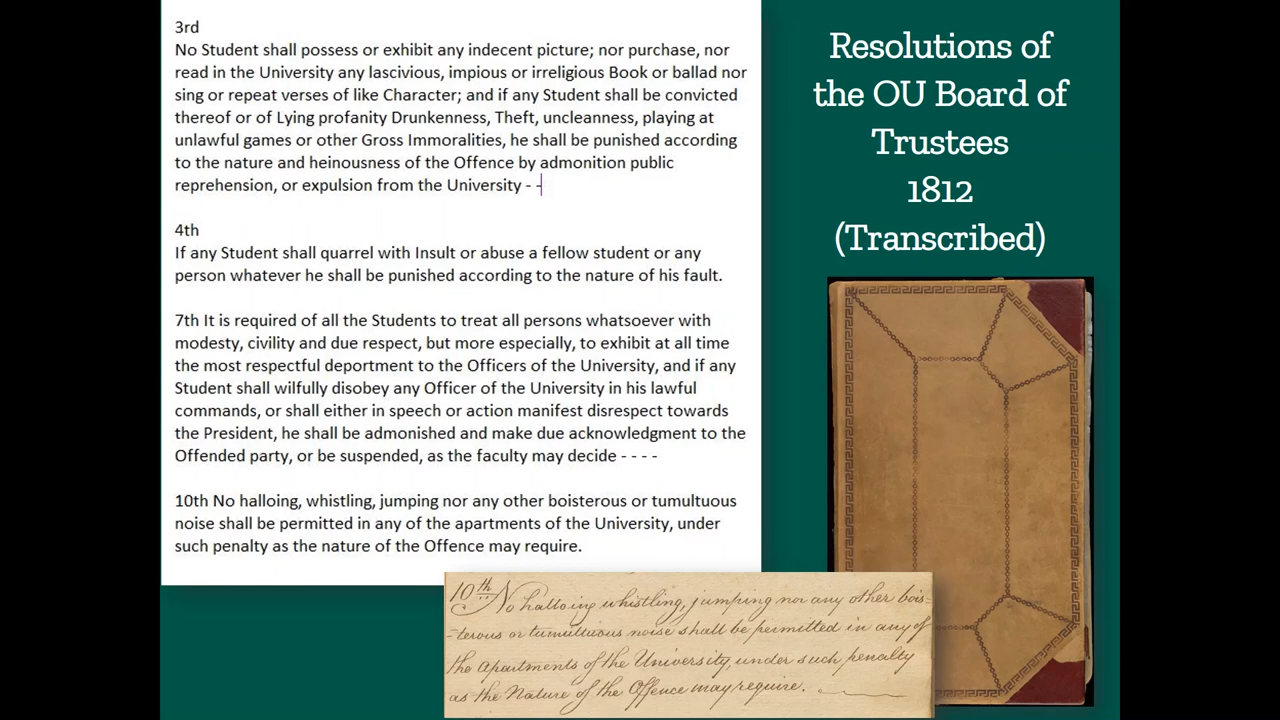 3rd
No Student shall possess or exhibit any indecent picture; nor purchase, nor
read in the University any lascivious, impious or irreligious Book or ballad nor
sing or repeat verses of like Character; and if any Student shall be convicted
thereof or of Lying profanity Drunkenness, Theft, uncleanness, playing at
unlawful games or other Gross Immoralities, he shall be punished according
to the nature and heinousness of the Offence by admonition public
reprehension, or expulsion from the University - -
4th
If any Student shall quarrel with Insult or abuse a fellow student or any
person whatever he shall be punished according to the nature of his fault.
7th It is required of all the Students to treat all persons whatsoever with
modesty, civility and due respect, but more especially, to exhibit at all time
the most respectful deportment to the Officers of the University, and if any
Student shall wilfully disobey any Officer of the University in his lawful
commands, or shall either in speech or action manifest disrespect towards
the President, he shall be admonished and make due acknowledgment to the
Offended party, or be suspended, as the faculty may decide - - - -
10th No halloing, whistling, jumping nor any other boisterous or tumultuous
noise shall be permitted in any of the apartments of the University, under
such penalty as the nature of the Offence may require.
Resolutions of
the OU Board of
Trustees
1812
(Transcribed)
10th No halloing whistling, jumping nor any other bois=
-terous or tumultuous noise shall be permitted in any of
the Apartments of the University, under such penalty
as the Nature of the Offence may require.